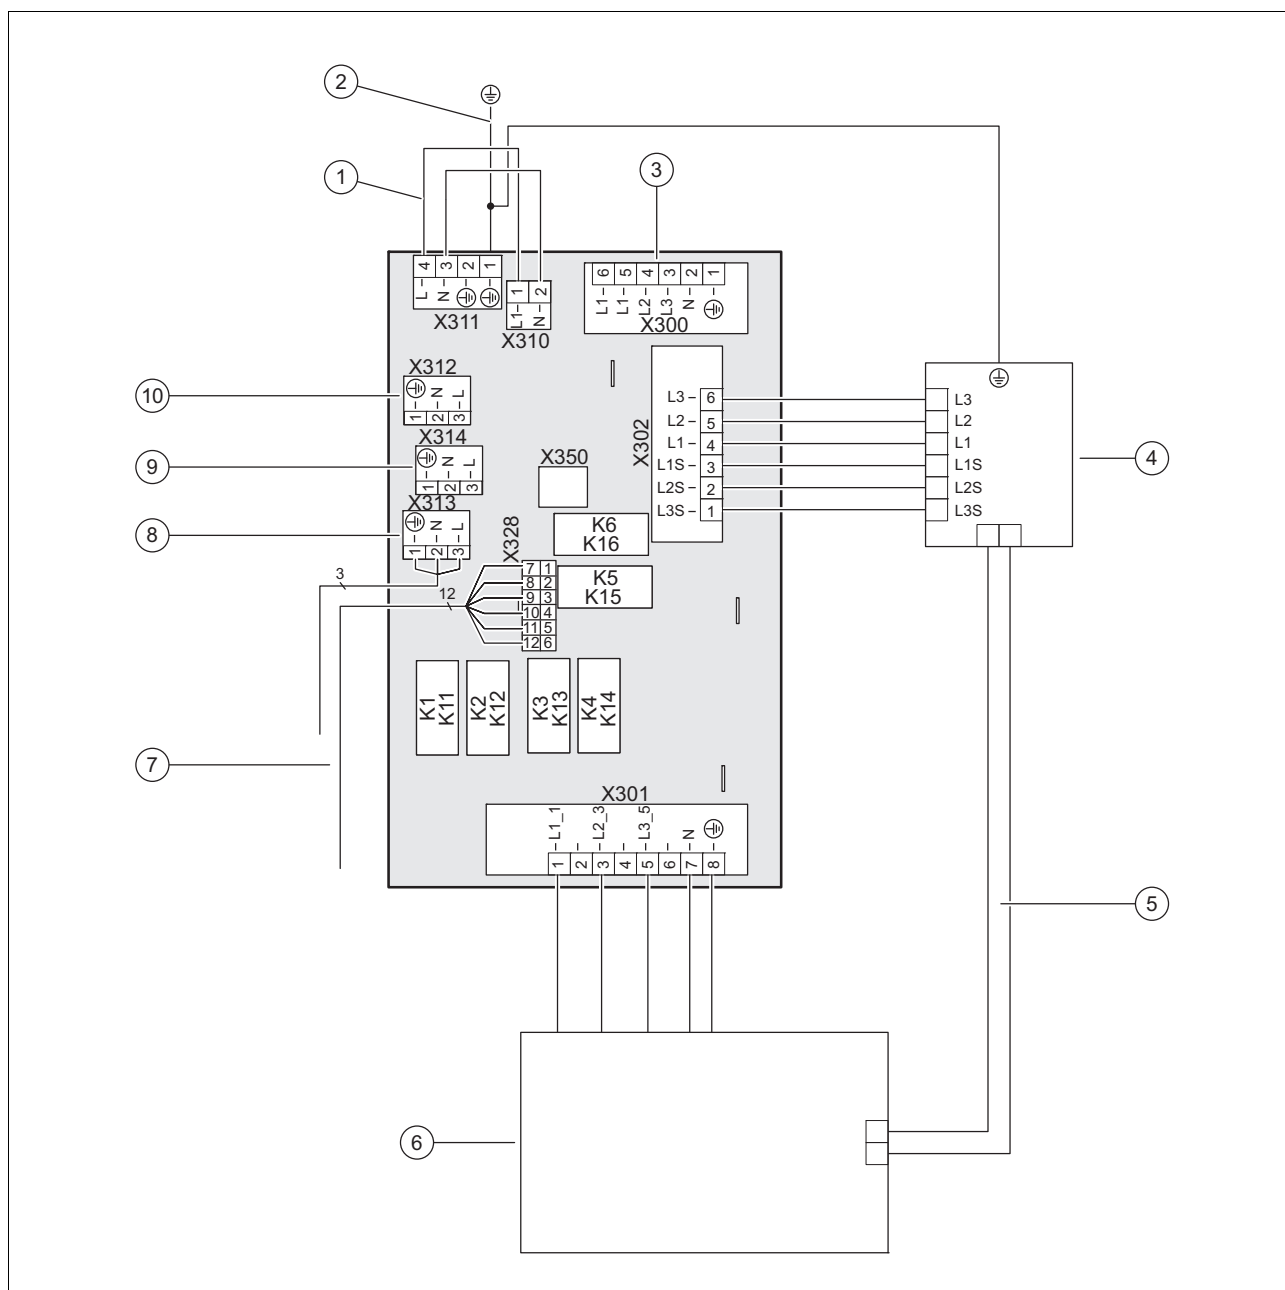 2
1
3
4 3 2 1
L N
X311
1 2
L1 N
X310
6 5 4 3 2 1
L1 L1 L2 L3 N
X300
X312
N L
1 2 3
10
X314
N L
1 2 3
9
X313
N L
1 2 3
8
X350
X302
L3 6
L2 5
L1 4
L1S 3
L2S 2
L3S 1
L3
L2
L1
L1S
L2S
L3S
4
K6
K16
X328
7 1
8 2
9 3
10 4
11 5
12 6
K5
K15
3
12
K1
K11
K2
K12
K3
K13
K4
K14
7
X301
L1_1 L2_3 L3_5 N
1 2 3 4 5 6 7 8
5
6